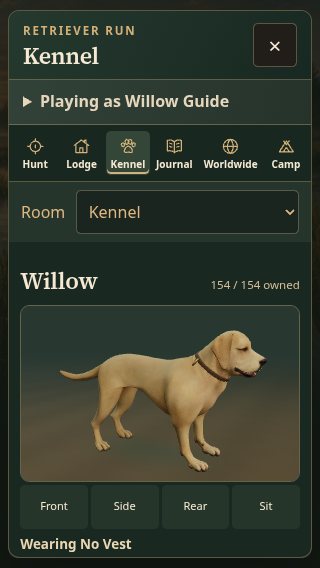 RETRIEVER RUN
Kennel
×
▶ Playing as Willow Guide
Hunt Lodge Kennel Journal Worldwide Camp
Room Kennel
Willow 154 / 154 owned
Front Side Rear Sit
Wearing No Vest